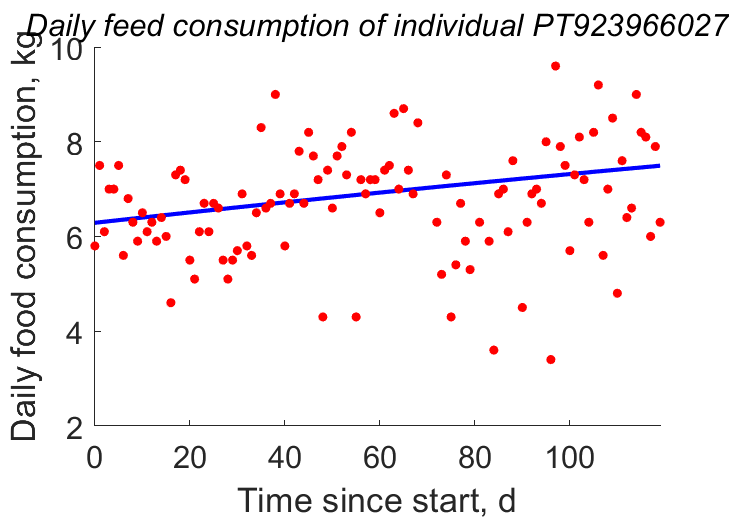 Daily feed consumption of individual PT923966027
Daily food consumption, kg
10
8
6
4
2
0 20 40 60 80 100
Time since start, d